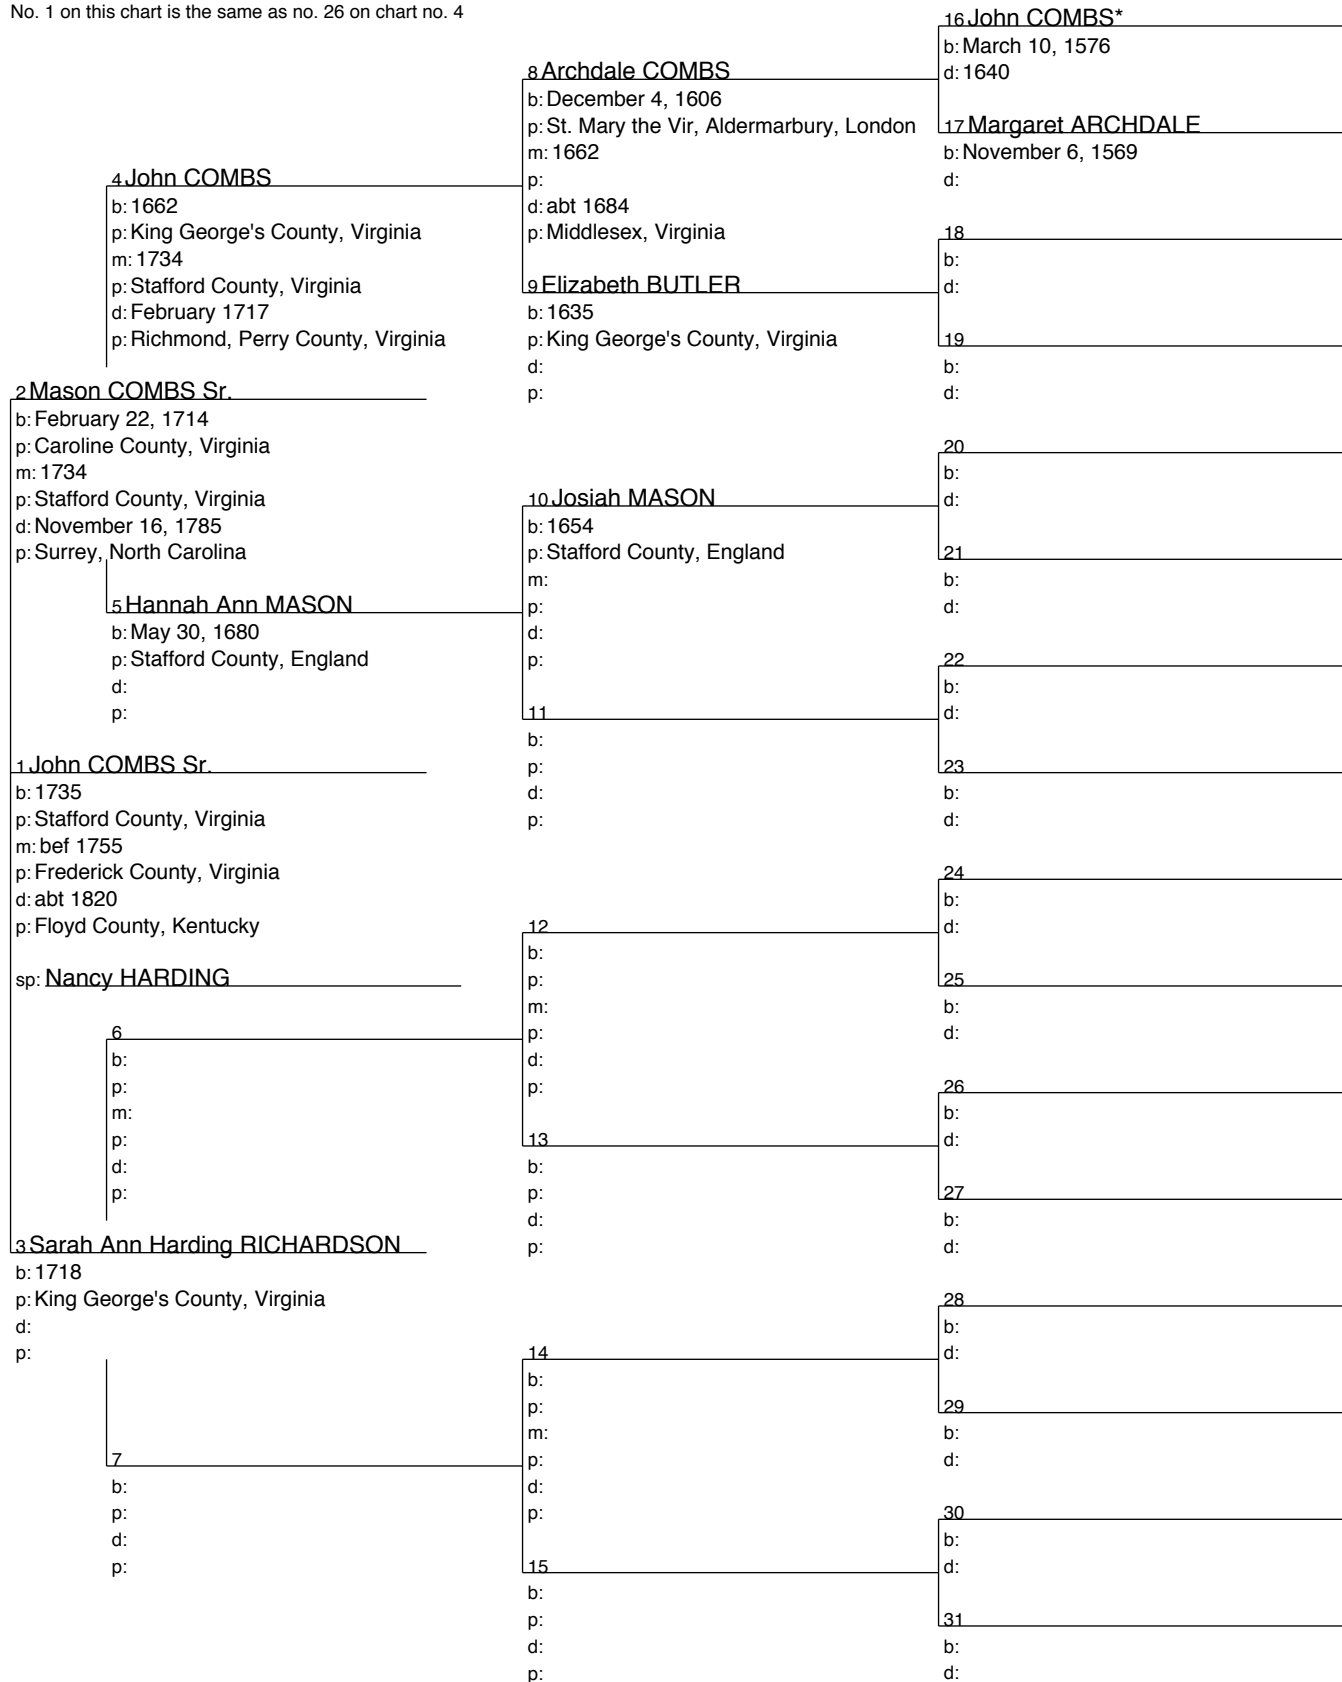 No. 1 on this chart is the same as no. 26 on chart no. 4
16 John COMBS*
b: March 10, 1576
d: 1640
8 Archdale COMBS
b: December 4, 1606
p: St. Mary the Vir, Aldermarbury, London
m: 1662
p:
d: abt 1684
p: Middlesex, Virginia
17 Margaret ARCHDALE
b: November 6, 1569
d:
4 John COMBS
b: 1662
p: King George's County, Virginia
m: 1734
p: Stafford County, Virginia
d: February 1717
p: Richmond, Perry County, Virginia
18
b:
d:
9 Elizabeth BUTLER
b: 1635
p: King George's County, Virginia
d:
p:
19
b:
d:
2 Mason COMBS Sr.
b: February 22, 1714
p: Caroline County, Virginia
m: 1734
p: Stafford County, Virginia
d: November 16, 1785
p: Surrey, North Carolina
20
b:
d:
10 Josiah MASON
b: 1654
p: Stafford County, England
m:
p:
d:
p:
21
b:
d:
5 Hannah Ann MASON
b: May 30, 1680
p: Stafford County, England
d:
p:
22
b:
d:
11
b:
p:
d:
p:
23
b:
d:
1 John COMBS Sr.
b: 1735
p: Stafford County, Virginia
m: bef 1755
p: Frederick County, Virginia
d: abt 1820
p: Floyd County, Kentucky
sp: Nancy HARDING
24
b:
d:
12
b:
p:
m:
p:
d:
p:
25
b:
d:
6
b:
p:
m:
p:
d:
p:
26
b:
d:
13
b:
p:
d:
p:
27
b:
d:
3 Sarah Ann Harding RICHARDSON
b: 1718
p: King George's County, Virginia
d:
p:
28
b:
d:
14
b:
p:
m:
p:
d:
p:
29
b:
d:
7
b:
p:
d:
p:
30
b:
d:
15
b:
p:
d:
p:
31
b:
d: